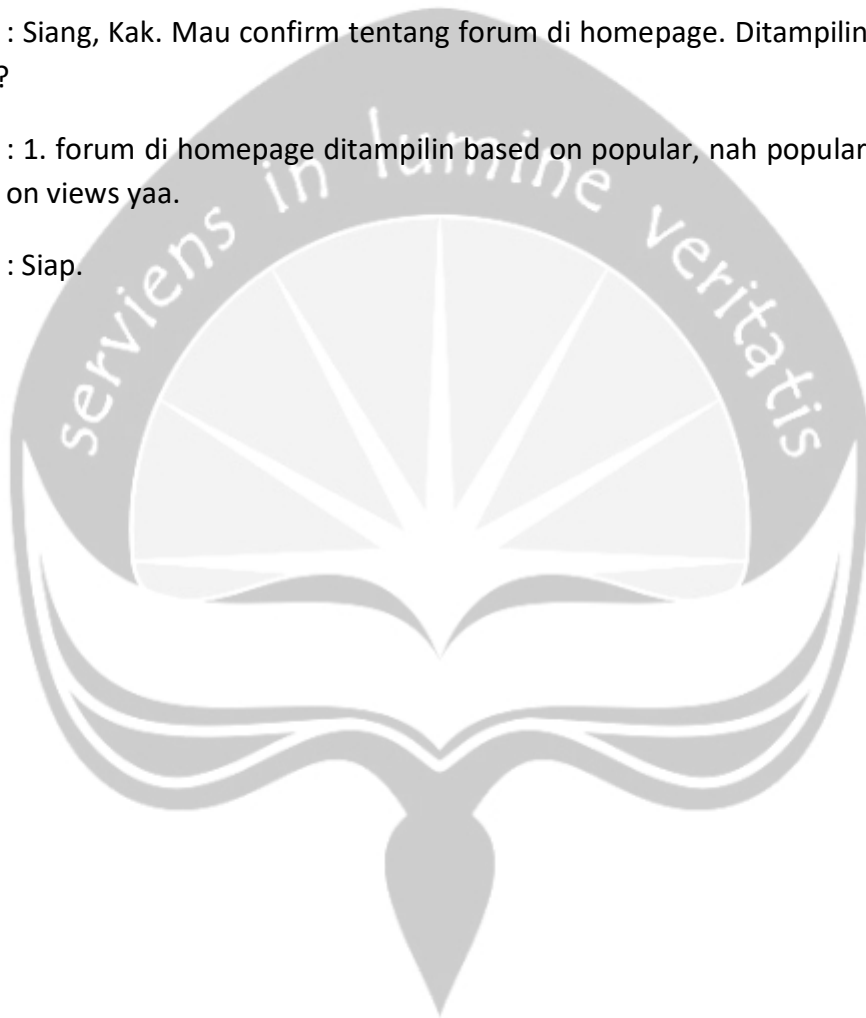 : Siang, Kak. Mau confirm tentang forum di homepage. Ditampilin
?
: 1. forum di homepage ditampilin based on popular, nah popular
on views yaa.
: Siap.
serviens in lumine veritatis